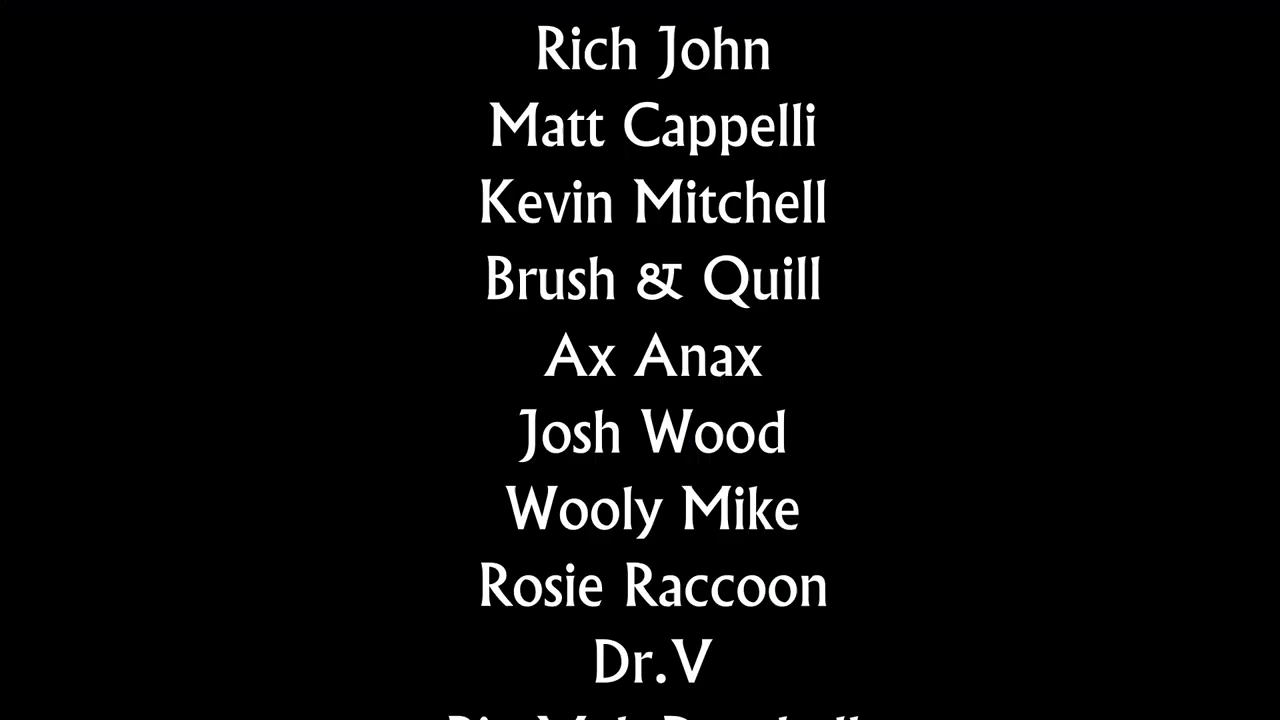 Rich John
Matt Cappelli
Kevin Mitchell
Brush & Quill
Ax Anax
Josh Wood
Wooly Mike
Rosie Raccoon
Dr.V